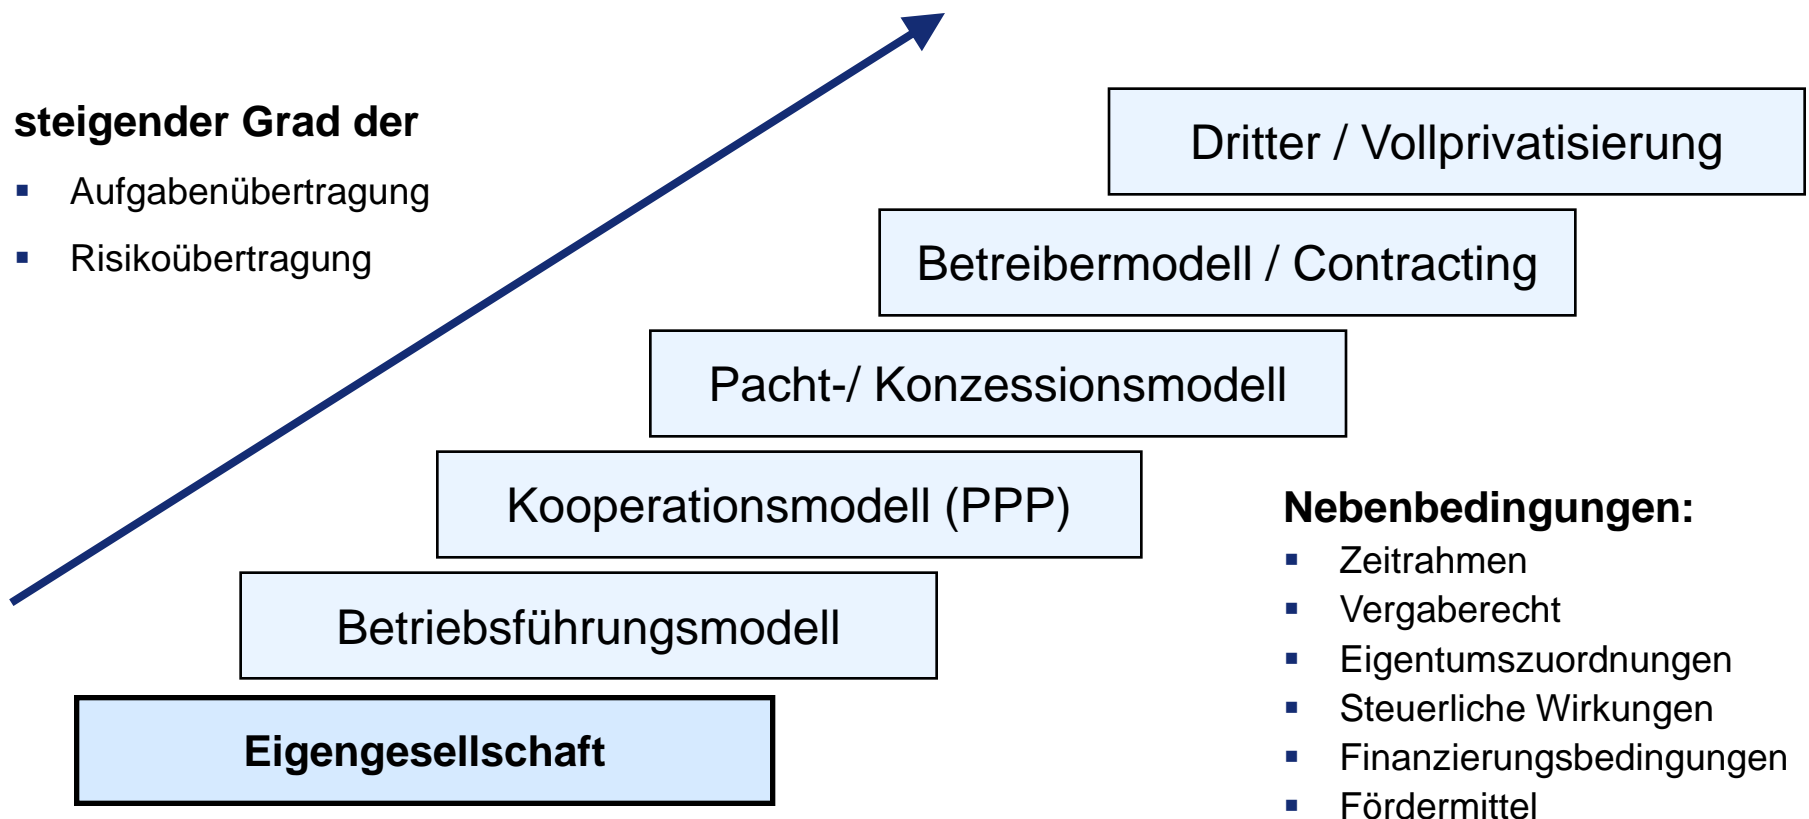 steigender Grad der
▪ Aufgabenübertragung
▪ Risikoübertragung
Dritter / Vollprivatisierung
Betreibermodell / Contracting
Pacht-/ Konzessionsmodell
Kooperationsmodell (PPP)
Betriebsführungsmodell
Eigengesellschaft
Nebenbedingungen:
▪ Zeitrahmen
▪ Vergaberecht
▪ Eigentumszuordnungen
▪ Steuerliche Wirkungen
▪ Finanzierungsbedingungen
▪ Fördermittel